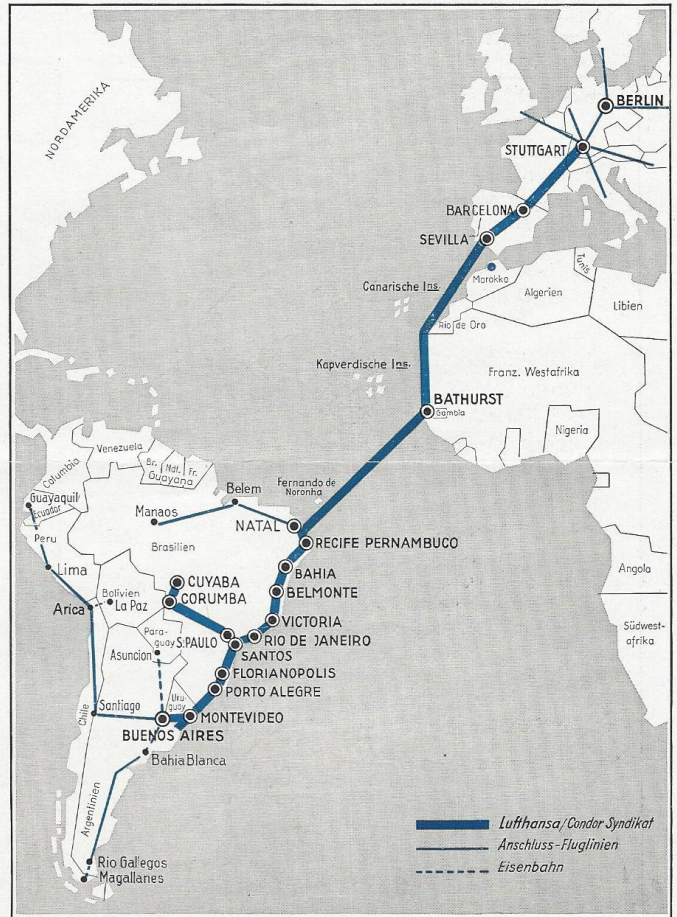 NORDAMERIKA
BERLIN
STUTTGART
BARCELONA
SEVILLA
Marokko
Tunis
Algerien
Libien
Canarische Ins.
Rio de Oro
Kapverdische Ins.
Franz. Westafrika
BATHURST
Gambia
Nigeria
Venezuela
Columbia
Br. Ndl. Fr.
Guayana
Guayaquil
Ecuador
Fernando de
Noronha
Belem
Manaos
NATAL
Peru
Brasilien
RECIFE PERNAMBUCO
Lima
BAHIA
Angola
CUYABA
Bolivien
BELMONTE
CORUMBA
La Paz
Arica
VICTORIA
Südwest-
afrika
Para-
guay
S. PAULO
RIO DE JANEIRO
Asuncion
SANTOS
FLORIANOPOLIS
PORTO ALEGRE
Uru-
guay
Santiago
Chile
MONTEVIDEO
BUENOS AIRES
Bahia Blanca
Argentinien
Lufthansa/Condor Syndikat
Anschluss-Fluglinien
Eisenbahn
Rio Gallegos
Magallanes